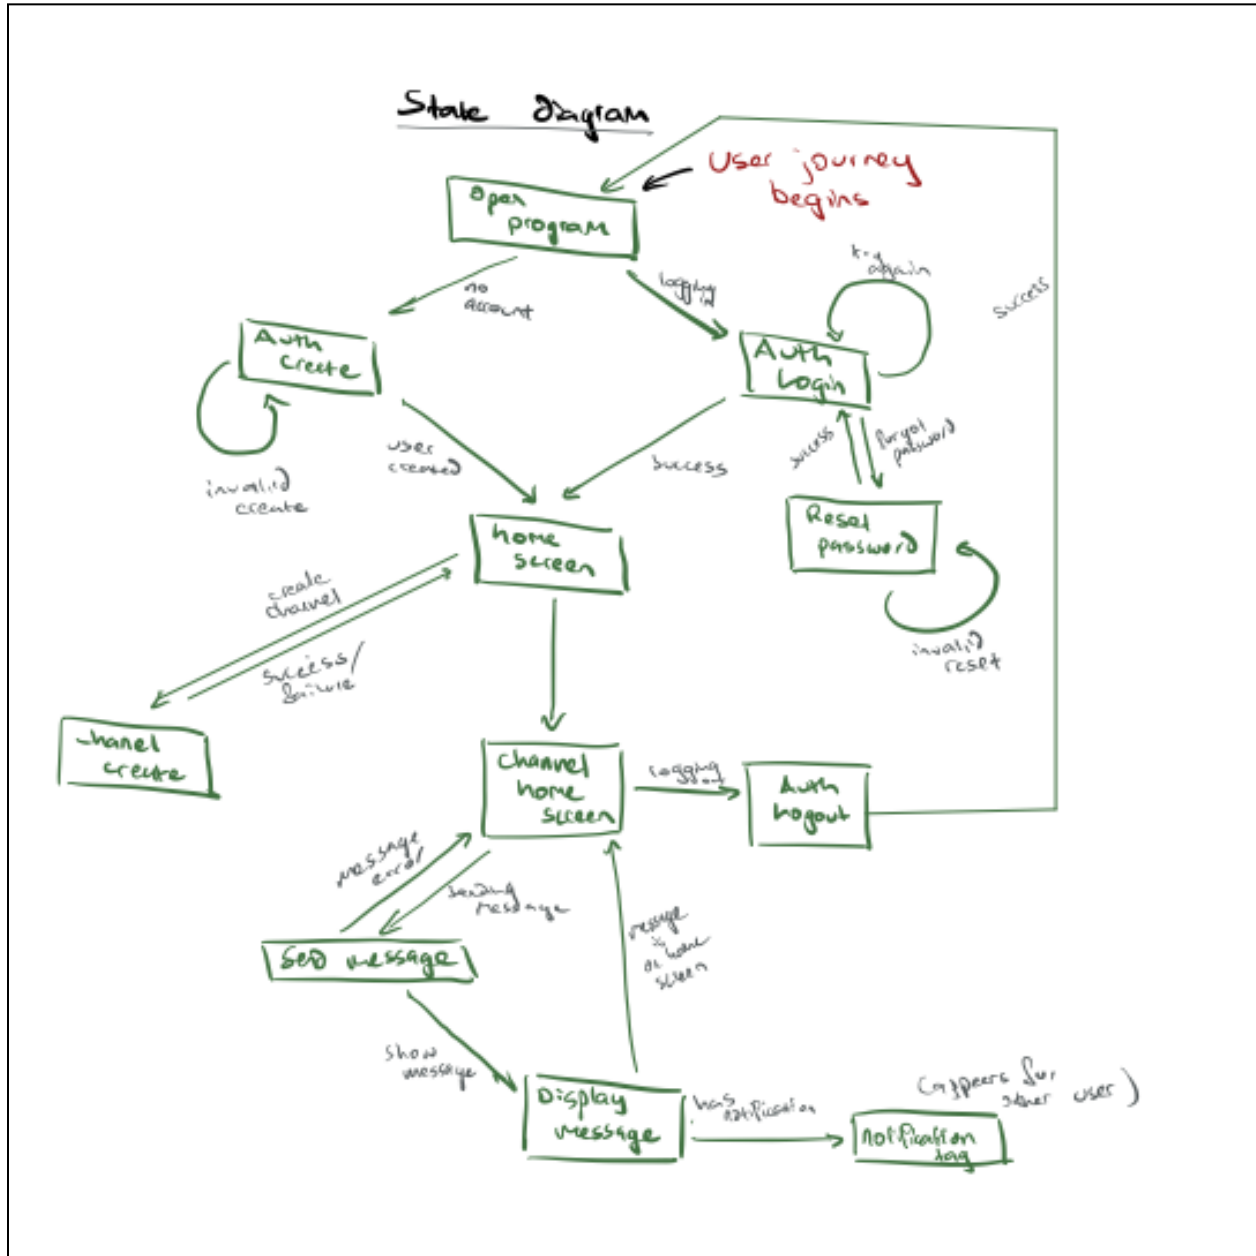 State Diagram
User journey
begins
Open
program
no
account
logging
in
try
again
success
Auth
create
Auth
Login
invalid
create
user
created
success
success
forgot
password
Reset
password
invalid
reset
home
screen
create
channel
success/
failure
chanel
create
Channel
home
screen
logging
out
Auth
Logout
message
error
sending
message
Send message
message
is
on home
screen
show
message
Display
message
has
notification
(appears for
other user)
notification
tag